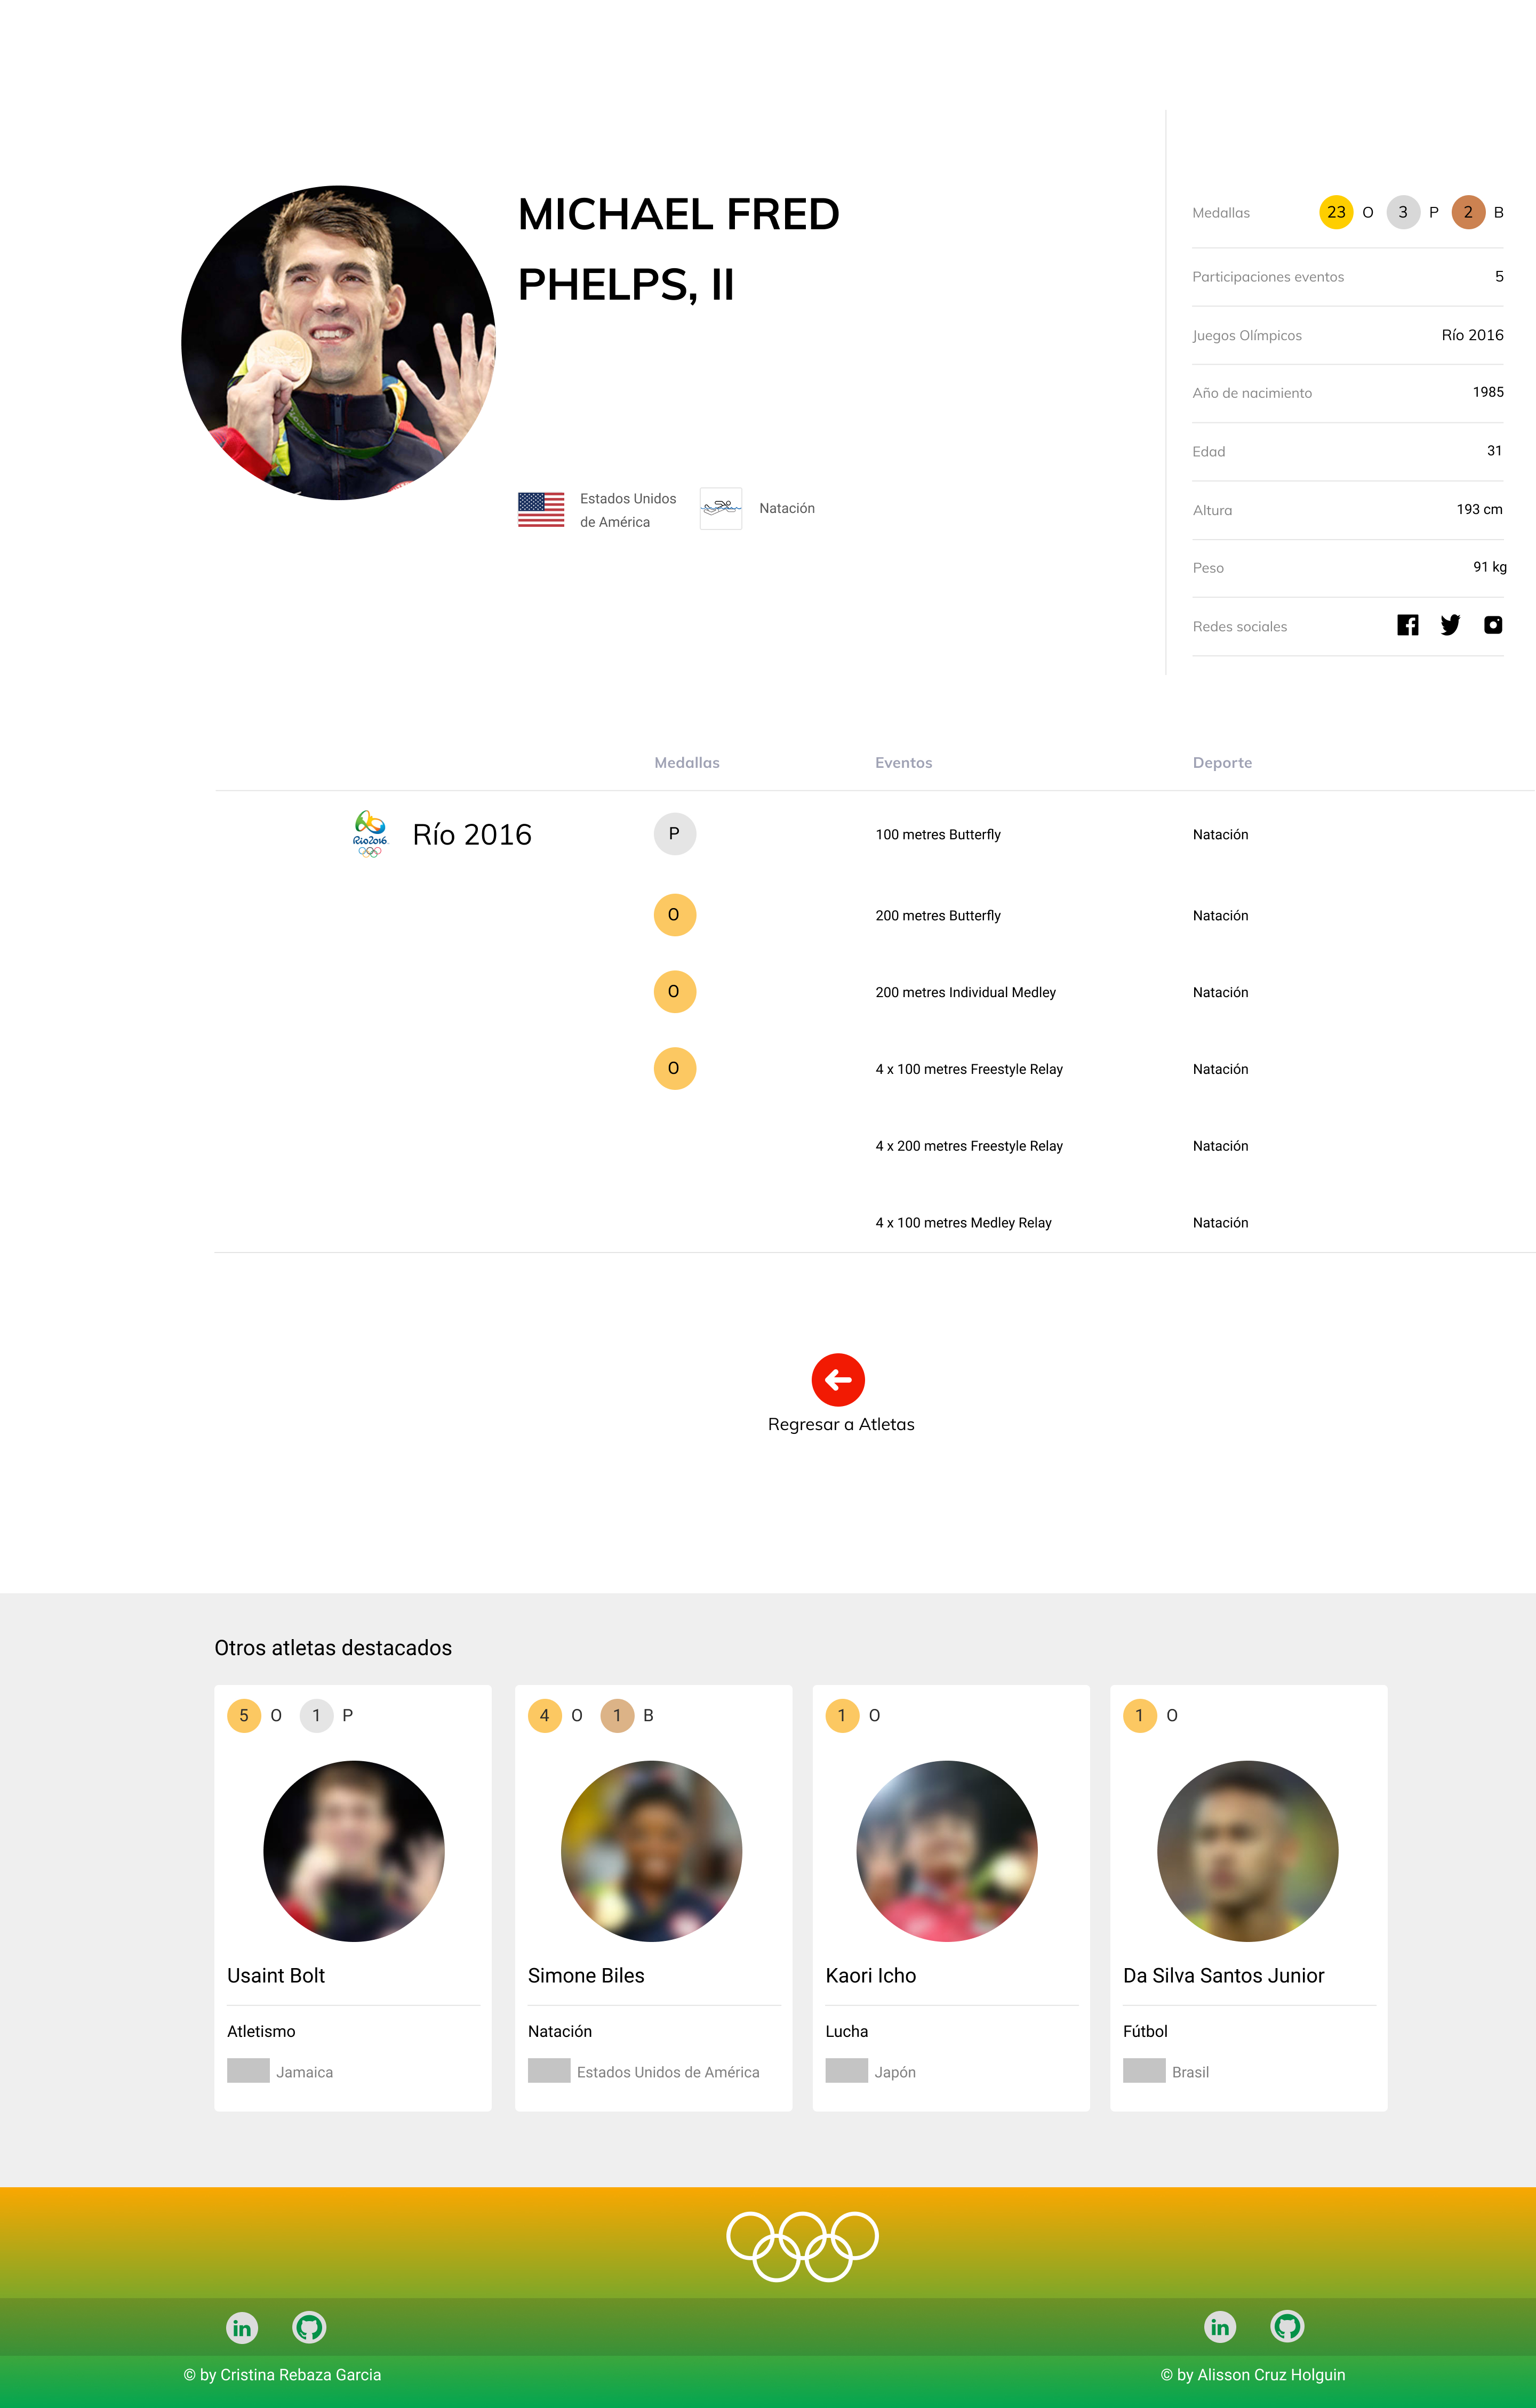 MICHAEL FRED
PHELPS, II
Estados Unidos
de América
Natación
Medallas 23 O 3 P 2 B
Participaciones eventos 5
Juegos Olímpicos Río 2016
Año de nacimiento 1985
Edad 31
Altura 193 cm
Peso 91 kg
Redes sociales
Medallas Eventos Deporte
Rio2016
Río 2016 P 100 metres Butterfly Natación
O 200 metres Butterfly Natación
O 200 metres Individual Medley Natación
O 4 x 100 metres Freestyle Relay Natación
4 x 200 metres Freestyle Relay Natación
4 x 100 metres Medley Relay Natación
Regresar a Atletas
Otros atletas destacados
5 O 1 P
Usaint Bolt
Atletismo
Jamaica
4 O 1 B
Simone Biles
Natación
Estados Unidos de América
1 O
Kaori Icho
Lucha
Japón
1 O
Da Silva Santos Junior
Fútbol
Brasil
in
in
© by Cristina Rebaza Garcia
© by Alisson Cruz Holguin